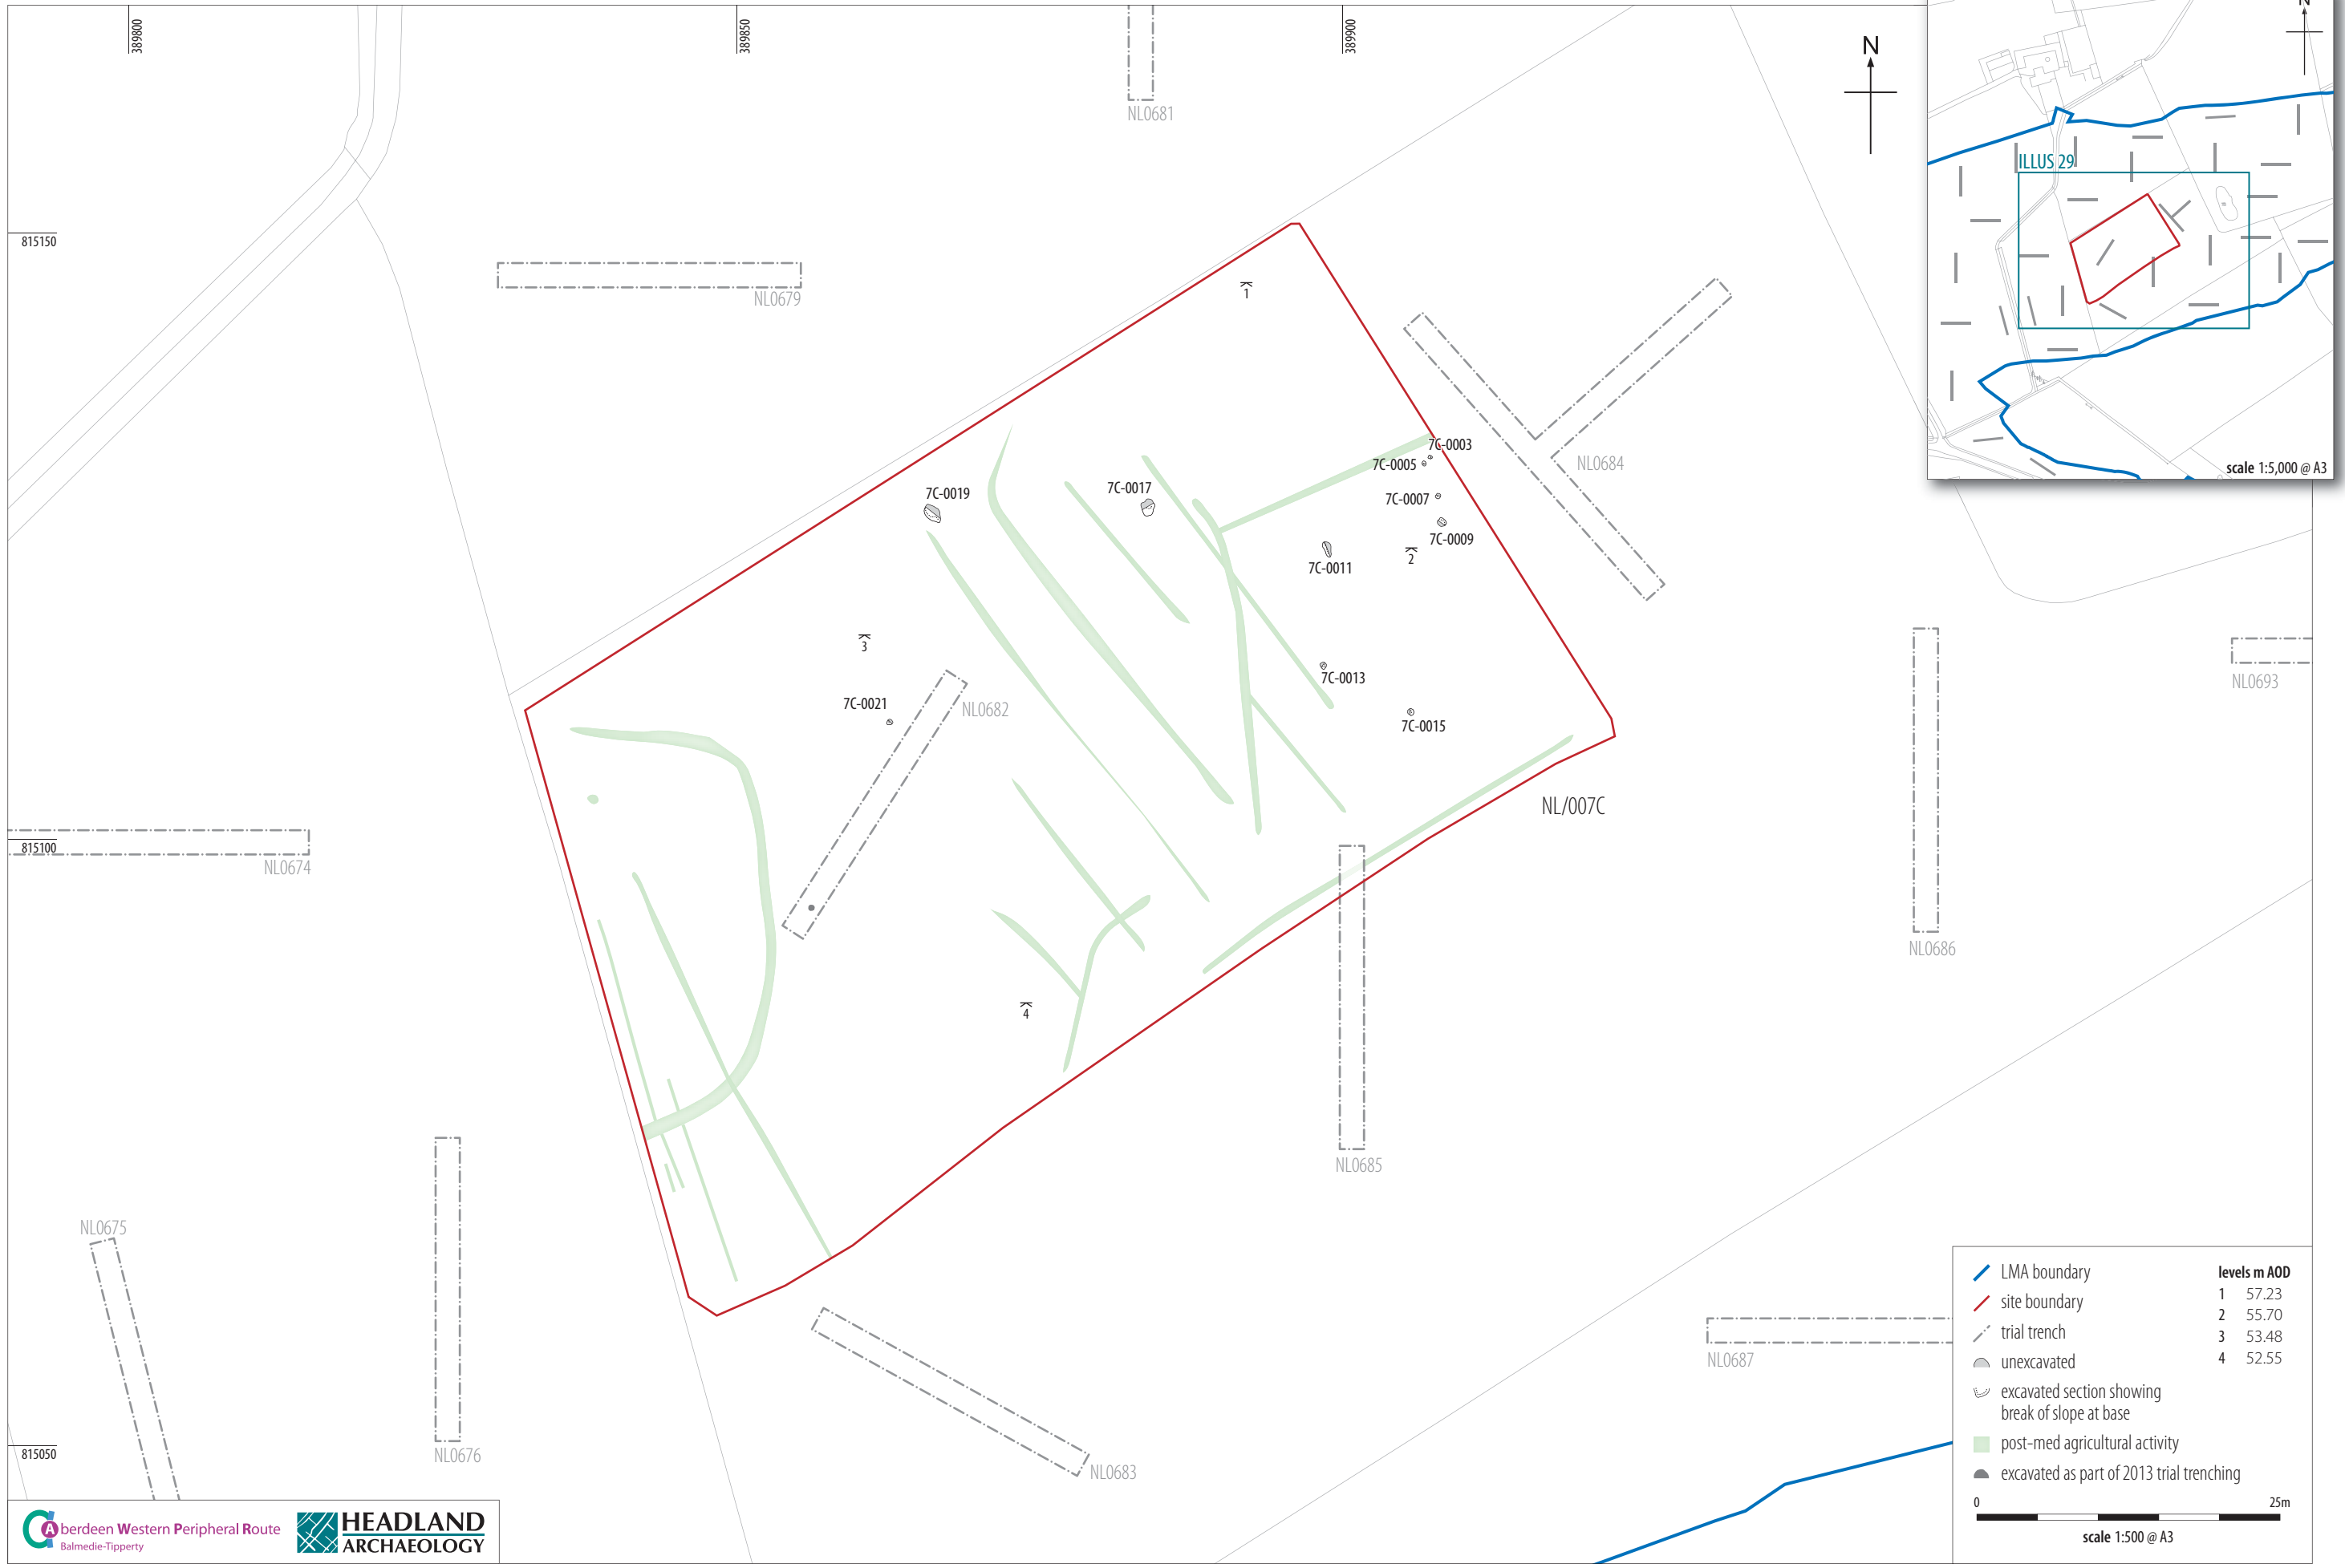 389800
389850
389900
N
N
NL0681
ILLUS 29
815150
NL0679
1
7C-0003
7C-0005
NL0684
scale 1:5,000 @ A3
7C-0019
7C-0017
7C-0007
7C-0009
2
7C-0011
3
7C-0013
NL0693
7C-0021
NL0682
7C-0015
NL/007C
815100
NL0674
NL0686
4
NL0685
NL0675
LMA boundary
site boundary
trial trench
unexcavated
excavated section showing
break of slope at base
post-med agricultural activity
excavated as part of 2013 trial trenching
levels m AOD
1 57.23
2 55.70
3 53.48
4 52.55
NL0687
815050
NL0676
NL0683
0 25m
scale 1:500 @ A3
Aberdeen Western Peripheral Route
Balmedie-Tipperty
HEADLAND
ARCHAEOLOGY